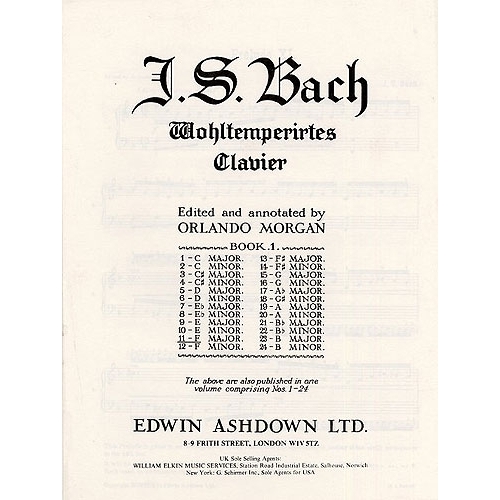 J.S. Bach
Wohltemperirtes
Clavier
Edited and annotated by
ORLANDO MORGAN
BOOK.1.
1 - C MAJOR.
2 - C MINOR.
3 - C♯ MAJOR.
4 - C♯ MINOR.
5 - D MAJOR.
6 - D MINOR.
7 - E♭ MAJOR.
8 - E♭ MINOR.
9 - E MAJOR.
10 - E MINOR.
11 - F MAJOR.
12 - F MINOR.
13 - F♯ MAJOR.
14 - F♯ MINOR.
15 - G MAJOR.
16 - G MINOR.
17 - A♭ MAJOR.
18 - G♯ MINOR.
19 - A MAJOR.
20 - A MINOR.
21 - B♭ MAJOR.
22 - B♭ MINOR.
23 - B MAJOR.
24 - B MINOR.
The above are also published in one
volume comprising Nos. 1-24
EDWIN ASHDOWN LTD.
8-9 FRITH STREET, LONDON W1V 5TZ.
UK Sole Selling Agents:
WILLIAM ELKIN MUSIC SERVICES, Station Road Industrial Estate, Salhouse, Norwich
New York: G. Schirmer Inc. Sole Agents for USA